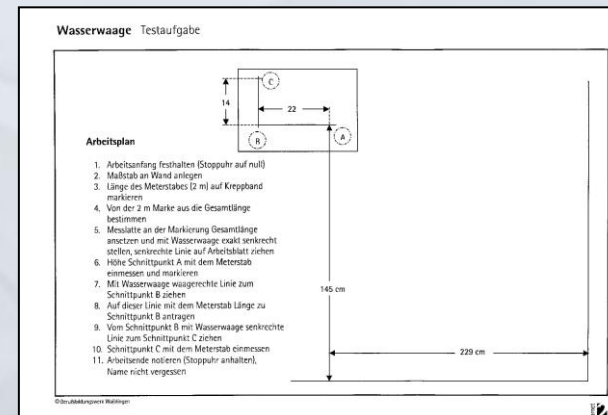 Wasserwaage Testaufgabe
C
14
22
B
A
Arbeitsplan
1. Arbeitsanfang festhalten (Stoppuhr auf null)
2. Maßstab an Wand anlegen
3. Länge des Meterstabes (2 m) auf Kreppband
markieren
4. Von der 2 m Marke aus die Gesamtlänge
bestimmen
5. Messlatte an der Markierung Gesamtlänge
ansetzen und mit Wasserwaage exakt senkrecht
stellen, senkrechte Linie auf Arbeitsblatt ziehen
6. Höhe Schnittpunkt A mit dem Meterstab
einmessen und markieren
7. Mit Wasserwaage waagerechte Linie zum
Schnittpunkt B ziehen
8. Auf dieser Linie mit dem Meterstab Länge zu
Schnittpunkt B antragen
9. Vom Schnittpunkt B mit Wasserwaage senkrechte
Linie zum Schnittpunkt C ziehen
10. Schnittpunkt C mit dem Meterstab einmessen
11. Arbeitsende notieren (Stoppuhr anhalten),
Name nicht vergessen
145 cm
229 cm
© Berufsbildungswerk Waiblingen